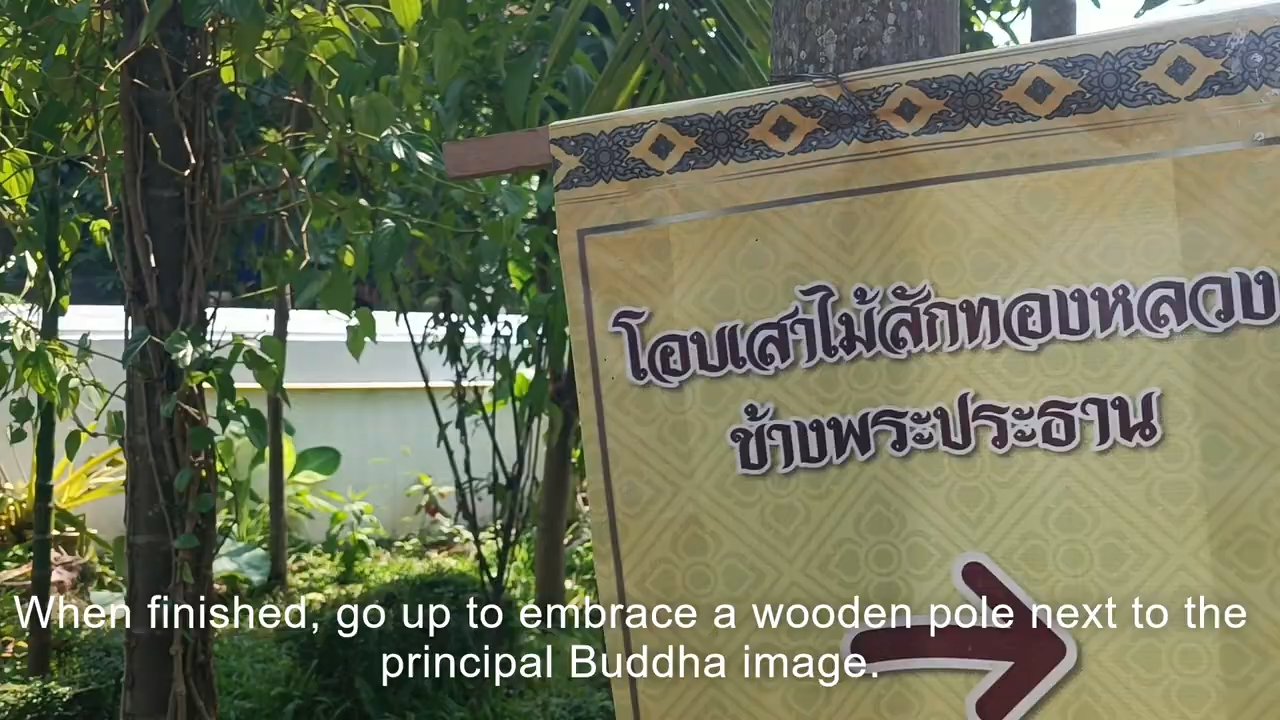 โอบเสาไม้สักทองหลวง
ข้างพระประธาน
When finished, go up to embrace a wooden pole next to the
principal Buddha image.